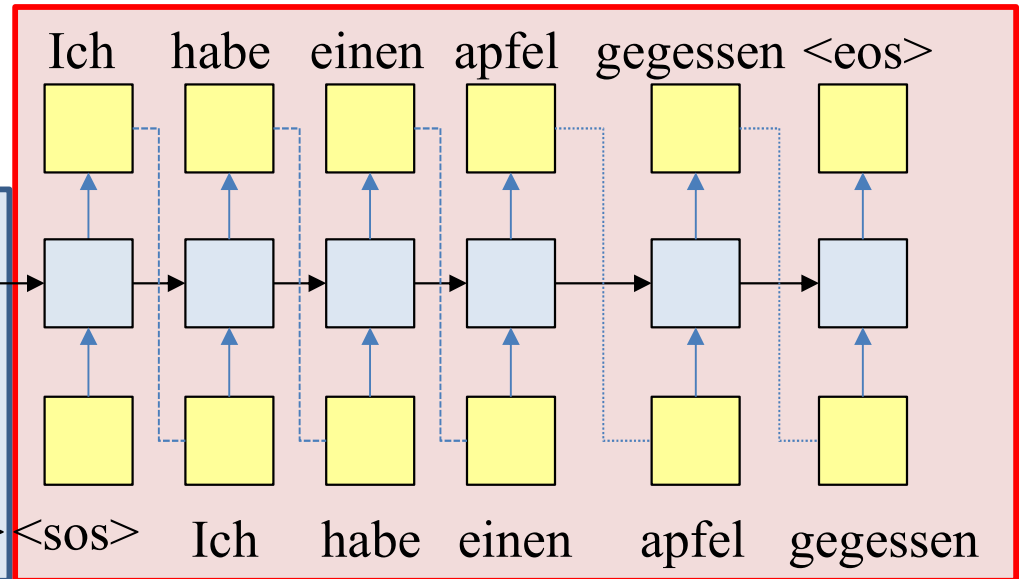 Ich habe einen apfel gegessen <eos>
<sos> Ich habe einen apfel gegessen